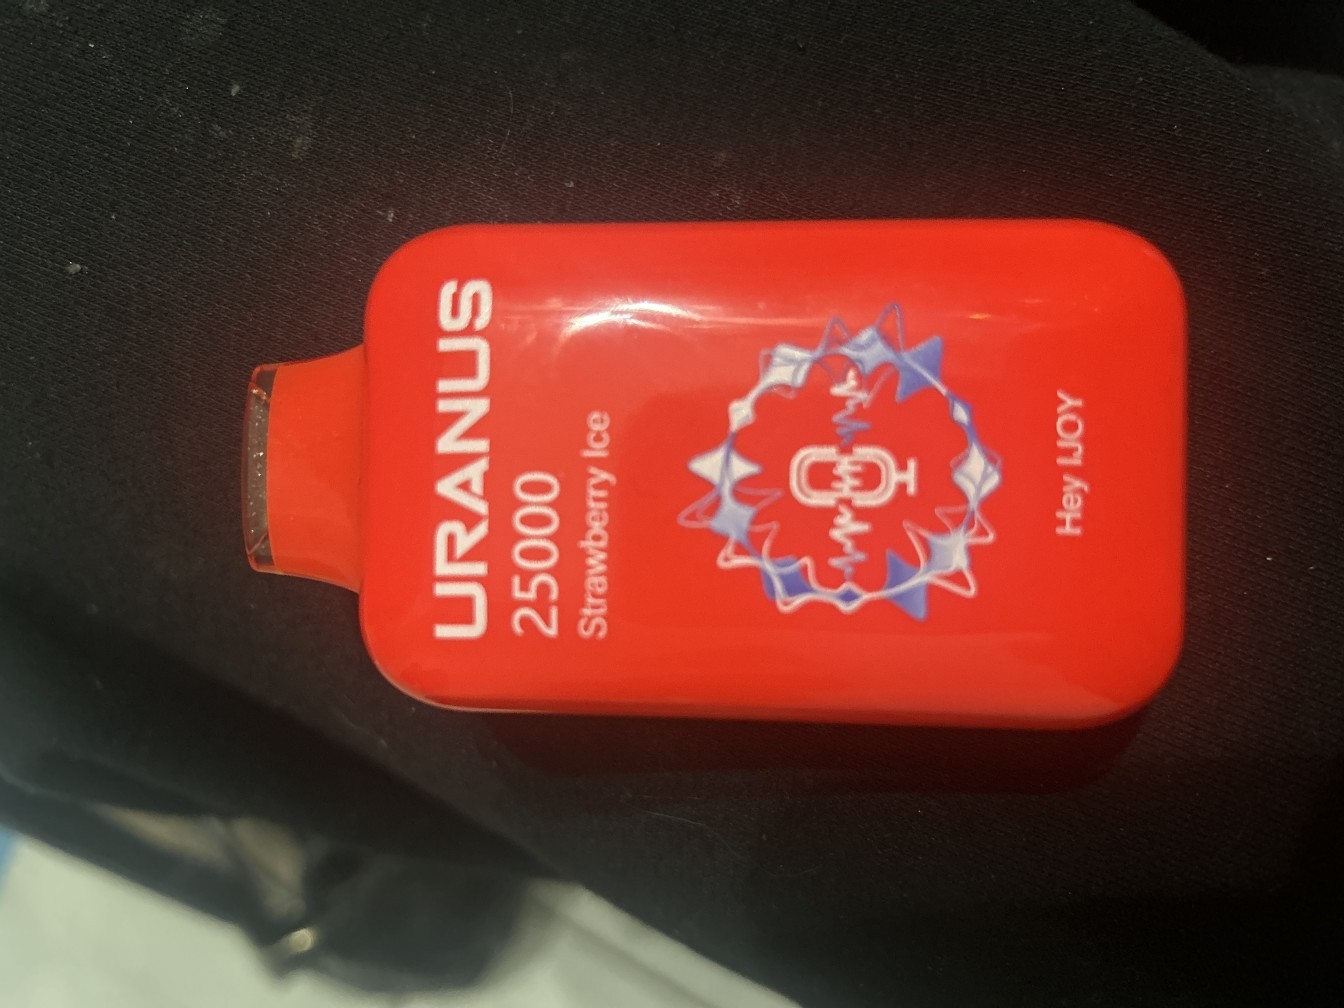 URANUS
25000
Strawberry Ice
Hey IJOY